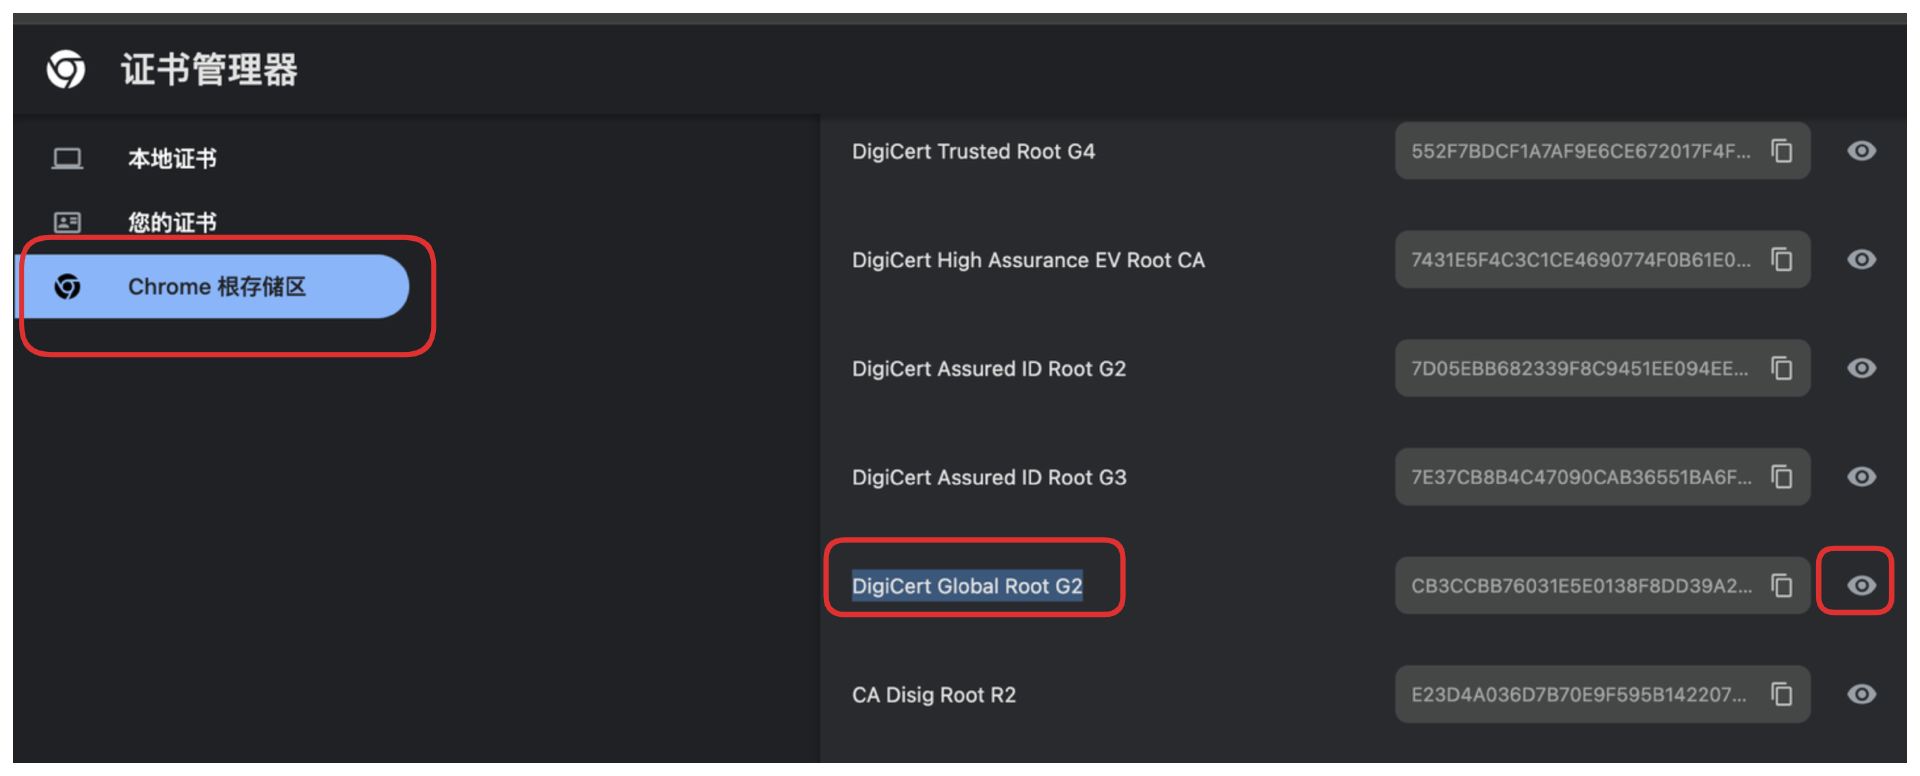 证书管理器
本地证书
您的证书
Chrome 根存储区
DigiCert Trusted Root G4
552F7BDCF1A7AF9E6CE672017F4F...
DigiCert High Assurance EV Root CA
7431E5F4C3C1CE4690774F0B61E0...
DigiCert Assured ID Root G2
7D05EBB682339F8C9451EE094EE...
DigiCert Assured ID Root G3
7E37CB8B4C47090CAB36551BA6F...
DigiCert Global Root G2
CB3CCBB76031E5E0138F8DD39A2...
CA Disig Root R2
E23D4A036D7B70E9F595B142207...